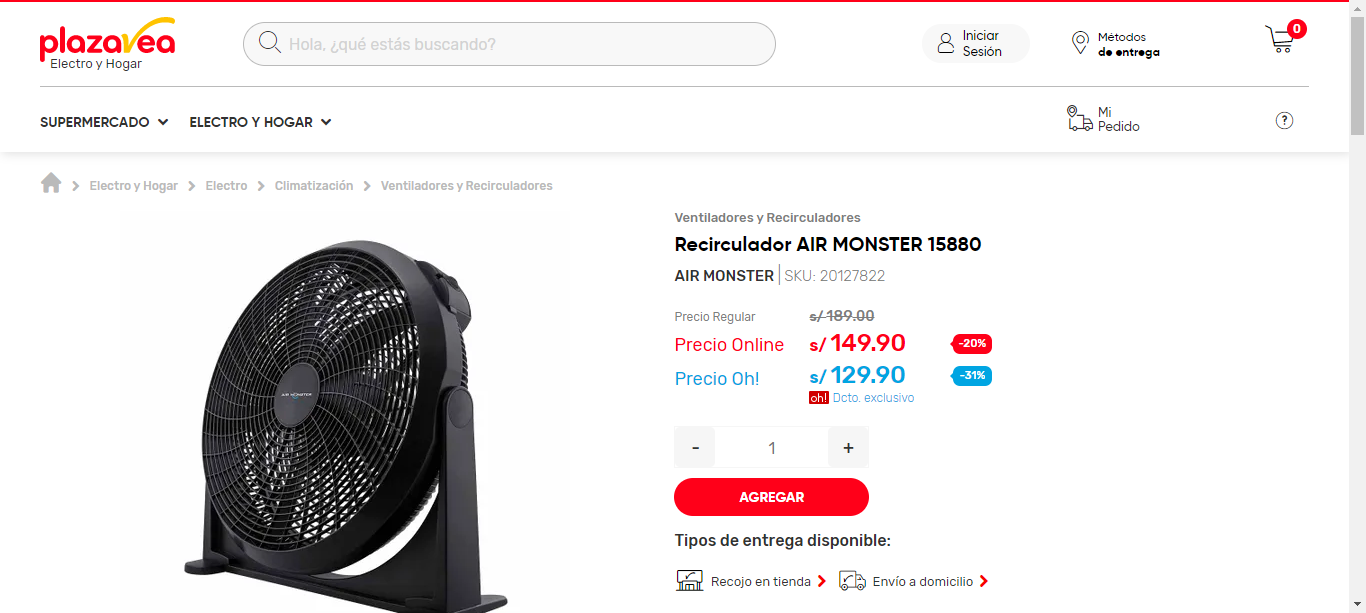 plazavea
Electro y Hogar
Hola, ¿qué estás buscando?
Iniciar
Sesión
Métodos
de entrega
0
SUPERMERCADO
ELECTRO Y HOGAR
Mi
Pedido
?
Electro y Hogar
Electro
Climatización
Ventiladores y Recirculadores
Ventiladores y Recirculadores
Recirculador AIR MONSTER 15880
AIR MONSTER SKU: 20127822
Precio Regular s/ 189.00
Precio Online s/ 149.90 -20%
Precio Oh! s/ 129.90 -31%
oh! Dcto. exclusivo
- 1 +
AGREGAR
Tipos de entrega disponible:
Recojo en tienda
Envío a domicilio
AIR MONSTER